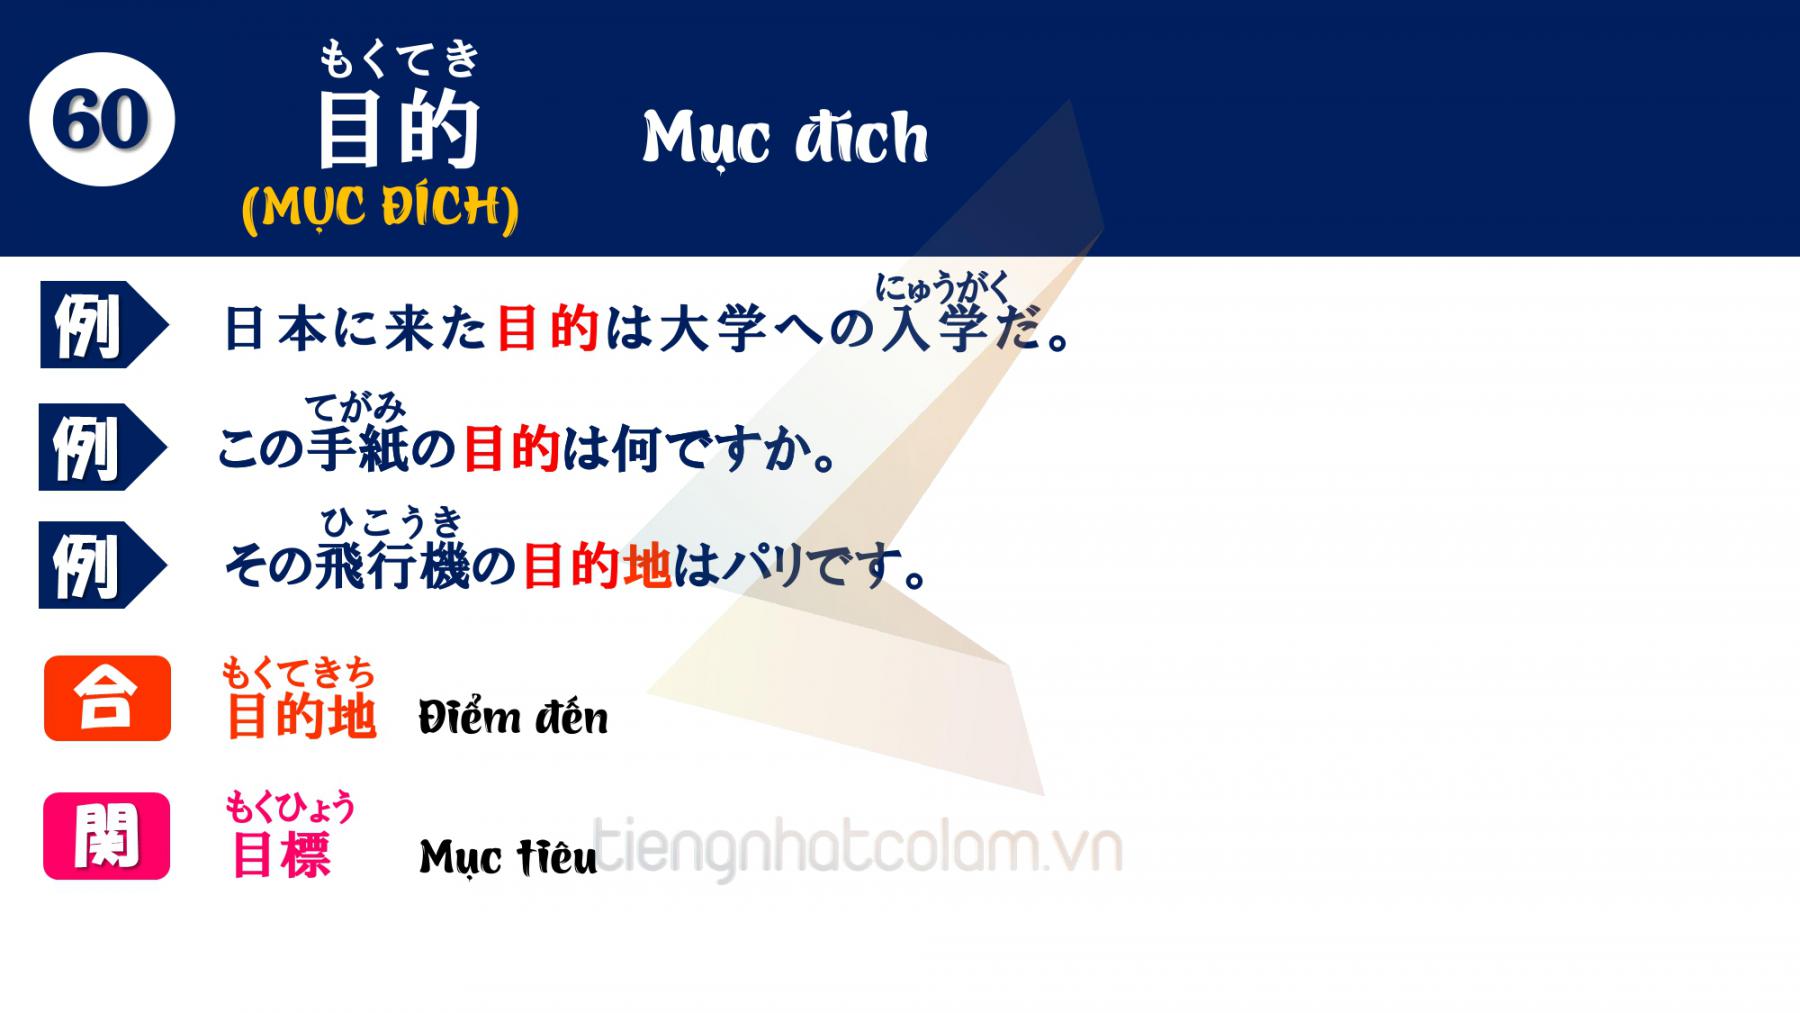 60
もくてき
目的
Mục đích
(MỤC ĐÍCH)
にゅうがく
例 日本に来た目的は大学への入学だ。
てがみ
例 この手紙の目的は何ですか。
ひこうき
例 その飛行機の目的地はパリです。
もくてきち
合 目的地 Điểm đến
もくひょう
関 目標 Mục tiêu
tiengnhatcolam.vn